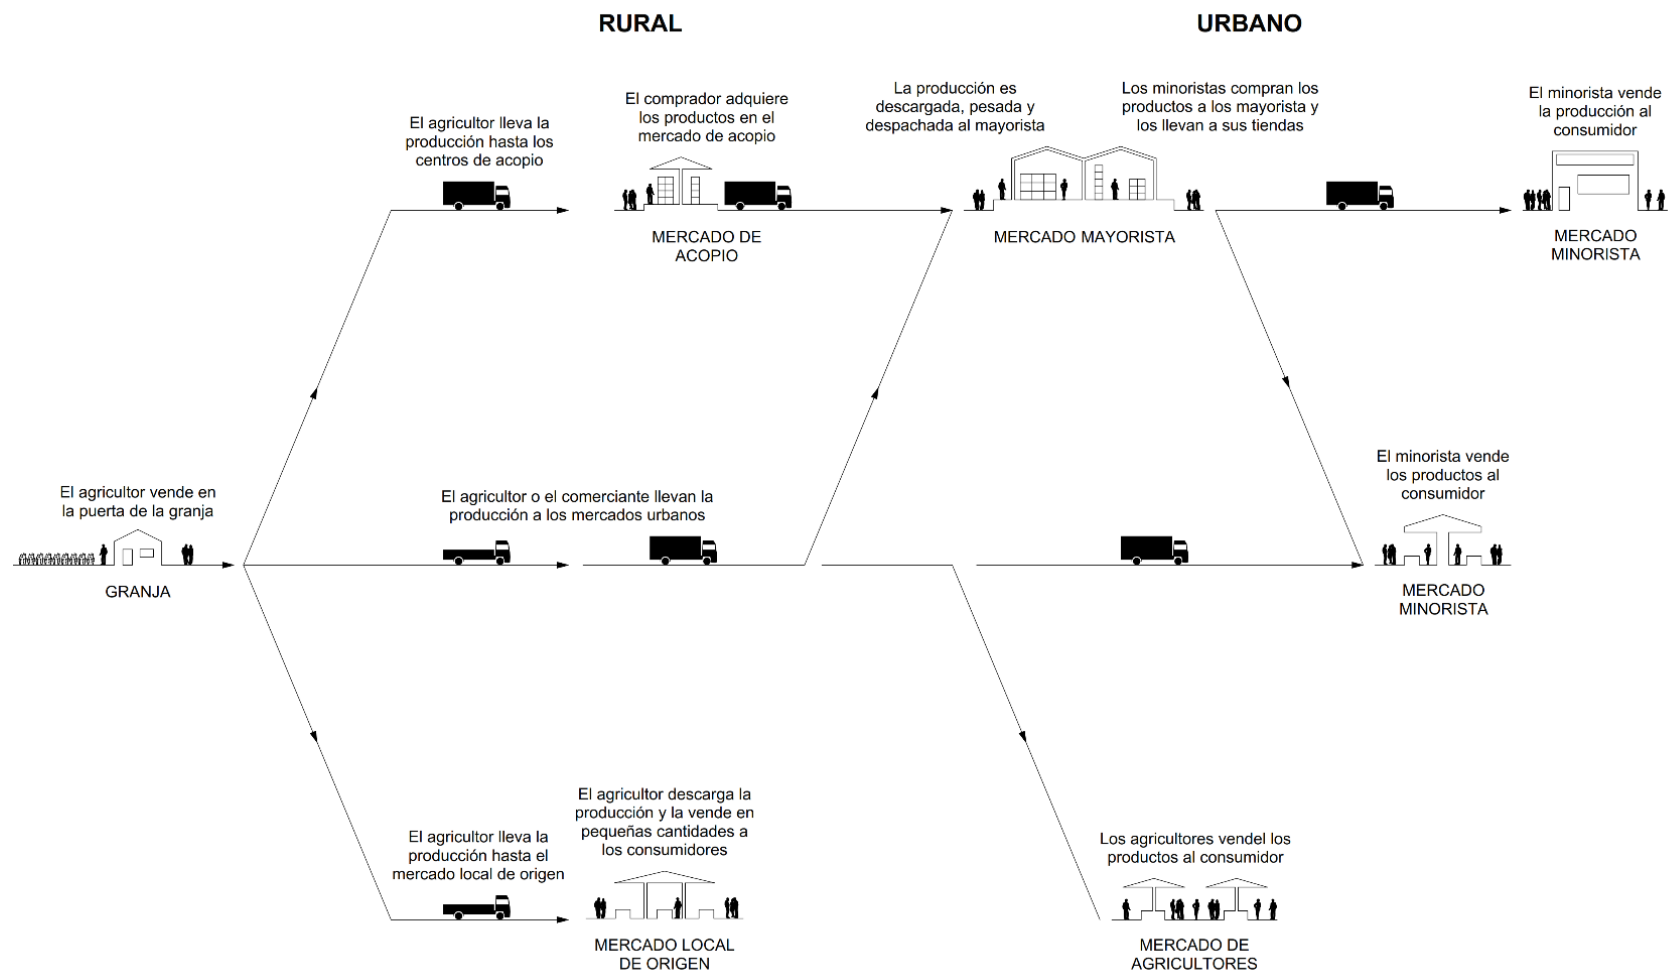 RURAL
URBANO
El agricultor lleva la
producción hasta los
centros de acopio
El comprador adquiere
los productos en el
mercado de acopio
MERCADO DE
ACOPIO
La producción es
descargada, pesada y
despachada al mayorista
Los minoristas compran los
productos a los mayorista y
los llevan a sus tiendas
MERCADO MAYORISTA
El minorista vende
la producción al
consumidor
MERCADO
MINORISTA
El agricultor vende en
la puerta de la granja
GRANJA
El agricultor o el comerciante llevan la
producción a los mercados urbanos
El minorista vende
los productos al
consumidor
MERCADO
MINORISTA
El agricultor lleva la
producción hasta el
mercado local de origen
El agricultor descarga la
producción y la vende en
pequeñas cantidades a
los consumidores
MERCADO LOCAL
DE ORIGEN
Los agricultores vendel los
productos al consumidor
MERCADO DE
AGRICULTORES